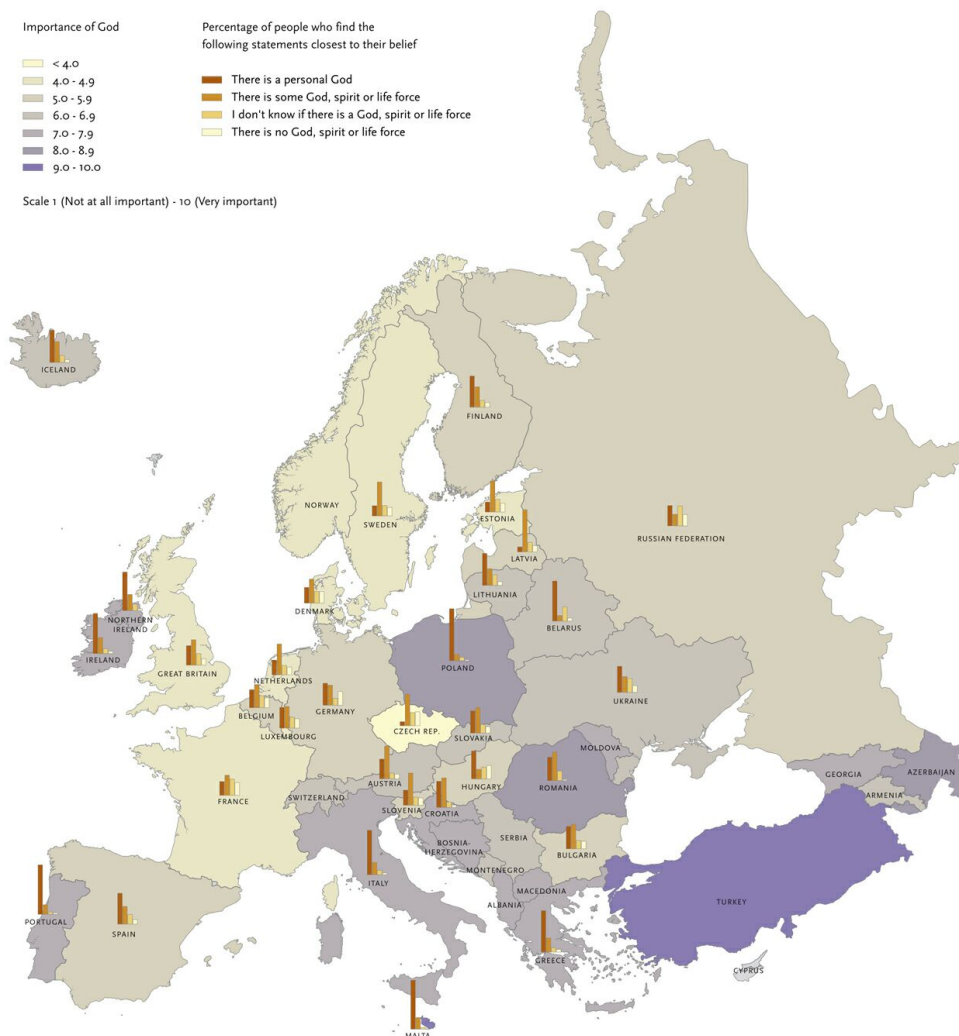 Importance of God
< 4.0
4.0 - 4.9
5.0 - 5.9
6.0 - 6.9
7.0 - 7.9
8.0 - 8.9
9.0 - 10.0
Scale 1 (Not at all important) - 10 (Very important)
Percentage of people who find the
following statements closest to their belief
There is a personal God
There is some God, spirit or life force
I don't know if there is a God, spirit or life force
There is no God, spirit or life force
ICELAND
FINLAND
NORWAY
SWEDEN
ESTONIA
RUSSIAN FEDERATION
LATVIA
LITHUANIA
DENMARK
NORTHERN
IRELAND
BELARUS
IRELAND
GREAT BRITAIN
POLAND
NETHERLANDS
UKRAINE
BELGIUM
GERMANY
LUXEMBOURG
CZECH REP.
SLOVAKIA
MOLDOVA
AUSTRIA
HUNGARY
ROMANIA
GEORGIA
AZERBAIJAN
FRANCE
SWITZERLAND
SLOVENIA
CROATIA
ARMENIA
SERBIA
BOSNIA-
HERZEGOVINA
BULGARIA
MONTENEGRO
ITALY
MACEDONIA
ALBANIA
TURKEY
PORTUGAL
SPAIN
GREECE
CYPRUS
MALTA